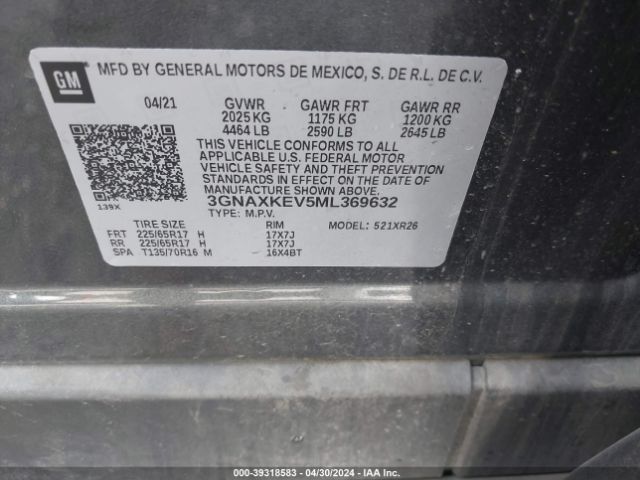 GM
MFD BY GENERAL MOTORS DE MEXICO, S. DE R.L. DE C.V.
04/21 GVWR GAWR FRT GAWR RR
2025 KG 1175 KG 1200 KG
4464 LB 2590 LB 2645 LB
THIS VEHICLE CONFORMS TO ALL
APPLICABLE U.S. FEDERAL MOTOR
VEHICLE SAFETY AND BUMPER
STANDARDS IN EFFECT ON THE DATE OF
MANUFACTURE SHOWN ABOVE.
SAFETY, AND THEFT PREVENTION
3GNAXKEV5ML369632
139X
TYPE: M.P.V. MODEL: 521XR26
TIRE SIZE RIM
FRT 225/65R17 H 17X7J
RR 225/65R17 H 17X7J
SPA T135/70R16 M 16X4BT
000-39318583 / 04/30/2024 - IAA Inc.